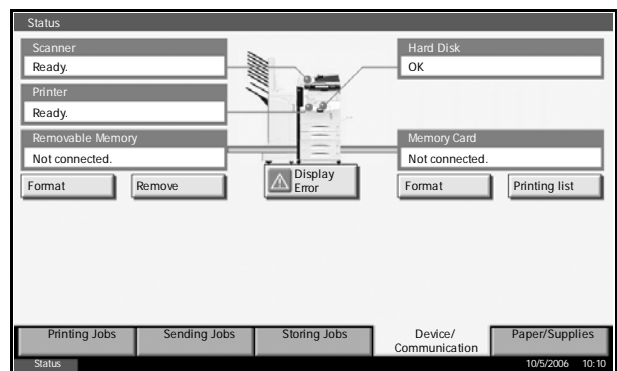 Status
Scanner
Ready.
Hard Disk
OK
Printer
Ready.
Removable Memory
Not connected.
Memory Card
Not connected.
Format
Remove
Display
Error
Format
Printing list
Printing Jobs
Sending Jobs
Storing Jobs
Device/
Communication
Paper/Supplies
Status
10/5/2006 10:10